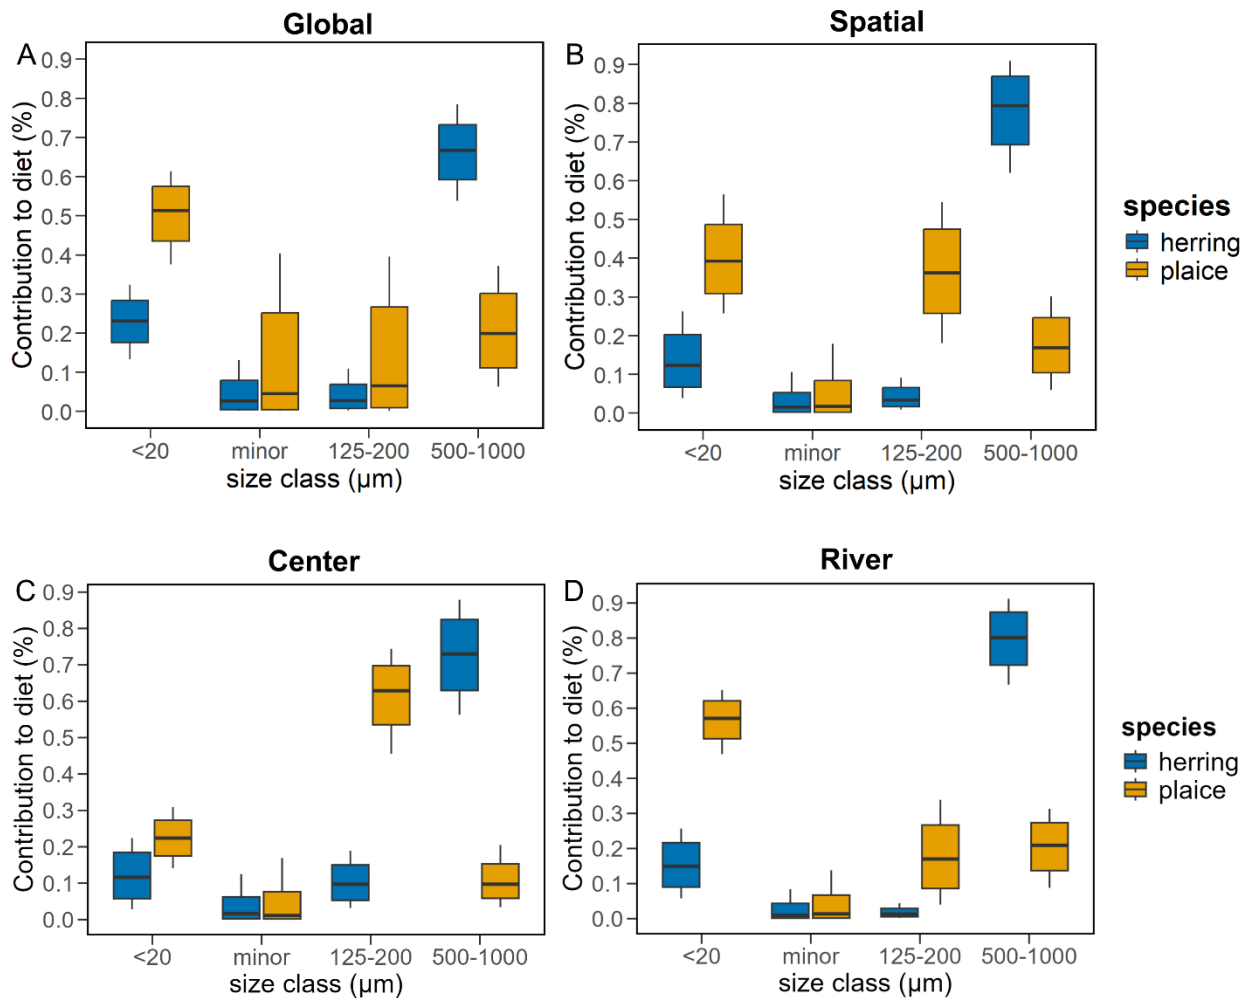 Global
A
0.9
0.8
0.7
0.6
0.5
0.4
0.3
0.2
0.1
0.0
Contribution to diet (%)
<20 minor 125-200 500-1000
size class (µm)
Spatial
B
0.9
0.8
0.7
0.6
0.5
0.4
0.3
0.2
0.1
0.0
Contribution to diet (%)
<20 minor 125-200 500-1000
size class (µm)
species
herring
plaice
Center
C
0.9
0.8
0.7
0.6
0.5
0.4
0.3
0.2
0.1
0.0
Contribution to diet (%)
<20 minor 125-200 500-1000
size class (µm)
River
D
0.9
0.8
0.7
0.6
0.5
0.4
0.3
0.2
0.1
0.0
Contribution to diet (%)
<20 minor 125-200 500-1000
size class (µm)
species
herring
plaice